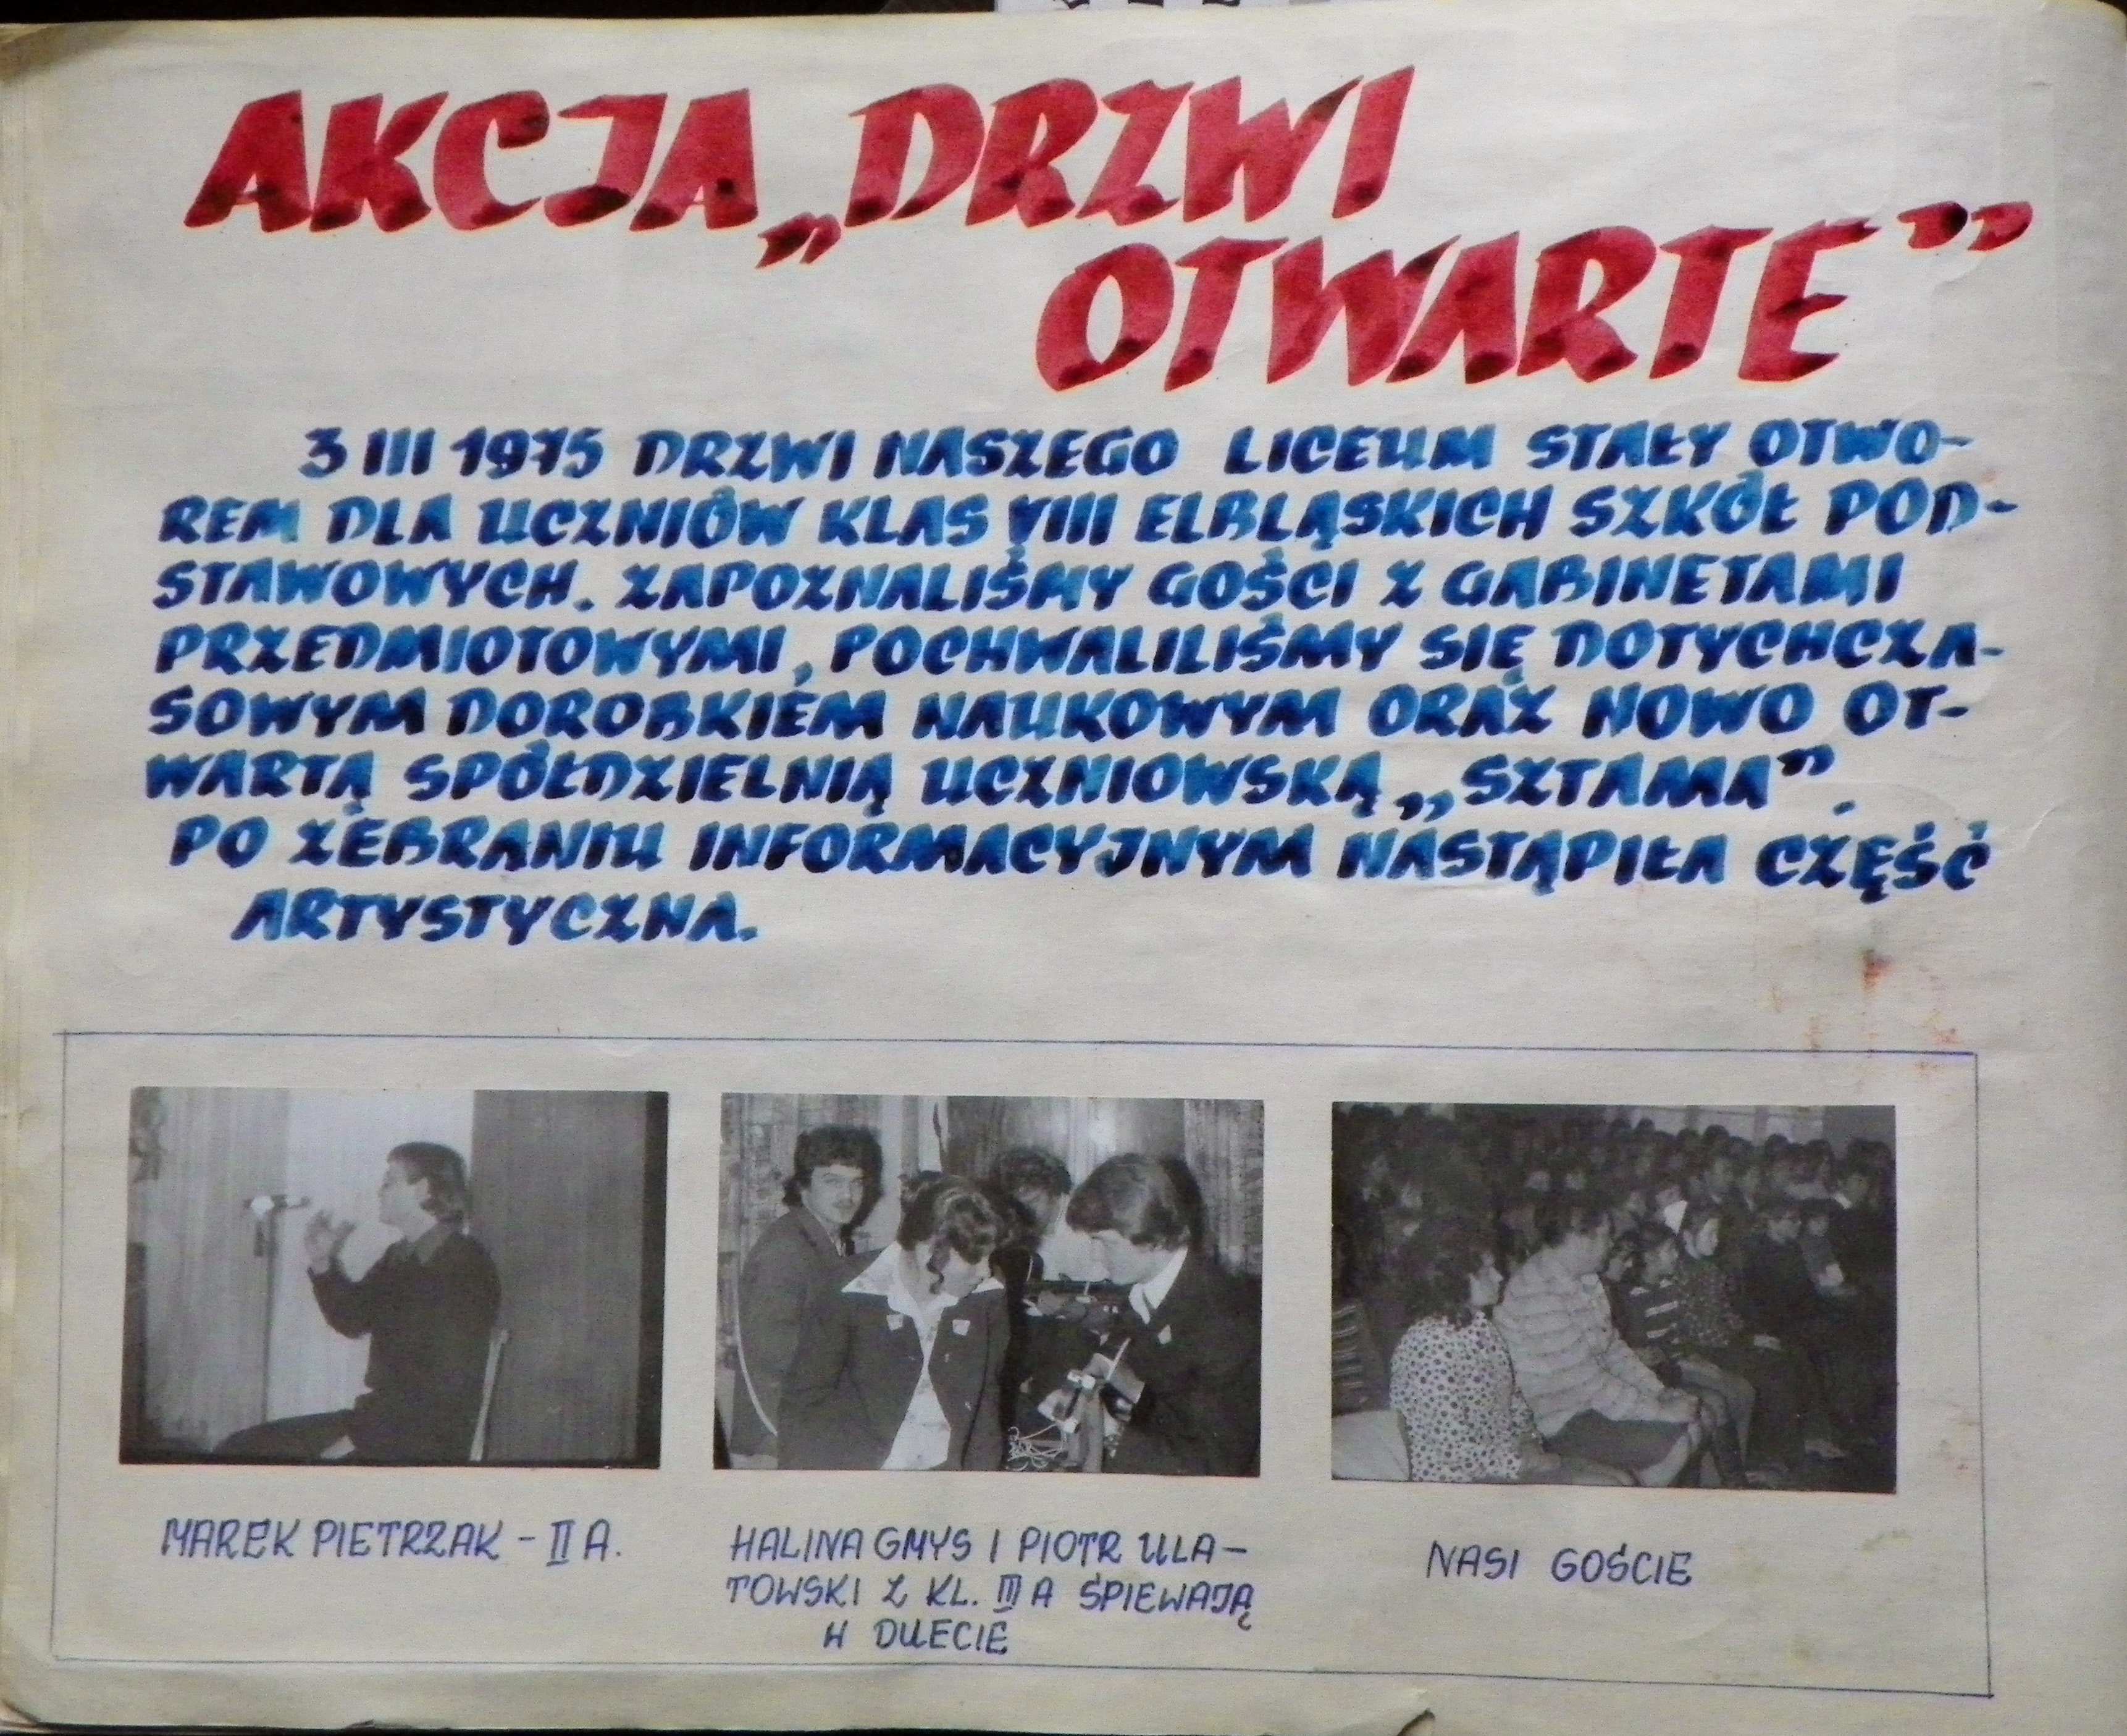 AKCJA „DRZWI
OTWARTE”
3 III 1975 DRZWI NASZEGO LICEUM STAŁY OTWO-
REM DLA UCZNIÓW KLAS VIII ELBLĄSKICH SZKÓŁ POD-
STAWOWYCH. ZAPOZNALIŚMY GOŚCI Z GABINETAMI
PRZEDMIOTOWYMI, POCHWALILIŚMY SIĘ DOTYCHCZA-
SOWYM DOROBKIEM NAUKOWYM ORAZ NOWO OT-
WARTĄ SPÓŁDZIELNIĄ UCZNIOWSKĄ „SZTAMA”.
PO ZEBRANIU INFORMACYJNYM NASTĄPIŁA CZĘŚĆ
ARTYSTYCZNA.
MAREK PIETRZAK - II A.
HALINA GMYS I PIOTR ULA-
TOWSKI Z KL. III A ŚPIEWAJĄ
W DUECIE
NASI GOŚCIE